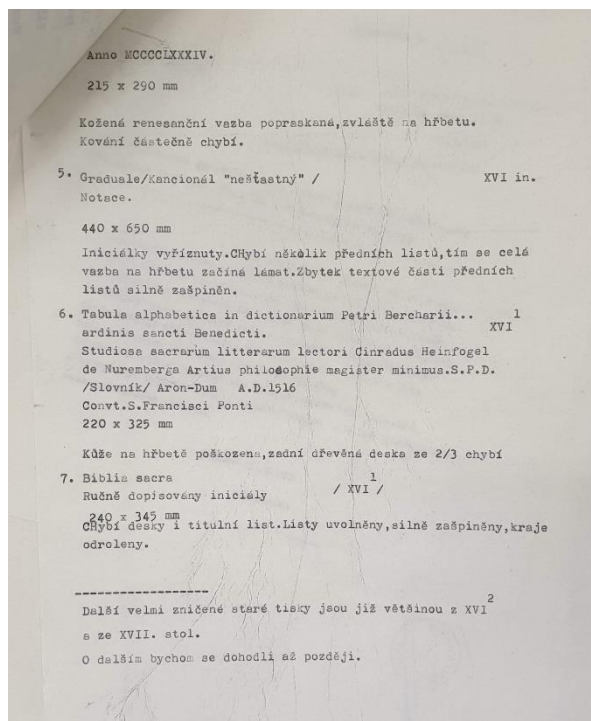 Anno MCCCCLXXXIV.
215 x 290 mm
Kožená renesanční vazba popraskaná,zvláště na hřbetu.
Kování částečně chybí.
5. Graduale/Kancionál "nešťastný" / XVI in.
Notace.
440 x 650 mm
Iniciálky vyříznuty.CHybí několik předních listů,tím se celá
vazba na hřbetu začíná lámat.Zbytek textové části předních
listů silně zašpiněn.
6. Tabula alphabetica in dictionarium Petri Bercharii... XVI 1
ardinis sancti Benedicti.
Studiosa sacrarum litterarum lectori Cinradus Heinfogel
de Nuremberga Artius philosophie magister minimus.S.P.D.
/Slovník/ Aron-Dum A.D.1516
Convt.S.Francisci Ponti
220 x 325 mm
Kůže na hřbetě poškozena,zadní dřevěná deska ze 2/3 chybí
7. Biblia sacra
Ručně dopisovány iniciály / XVI 1 /
240 x 345 mm
CHybí desky i titulní list.Listy uvolněny,silně zašpiněny,kraje
odroleny.
------------------
Další velmi zničené staré tisky jsou již většinou z XVI 2
a ze XVII. stol.
O dalším bychom se dohodli až později.